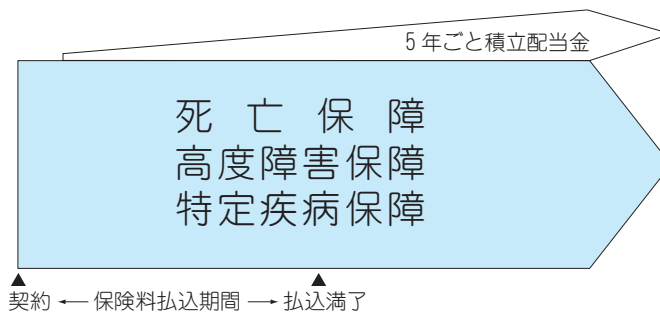 5年ごと積立配当金
死亡保障
高度障害保障
特定疾病保障
契約 ← 保険料払込期間 → 払込満了